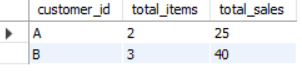 customer_id total_items total_sales
A 2 25
B 3 40